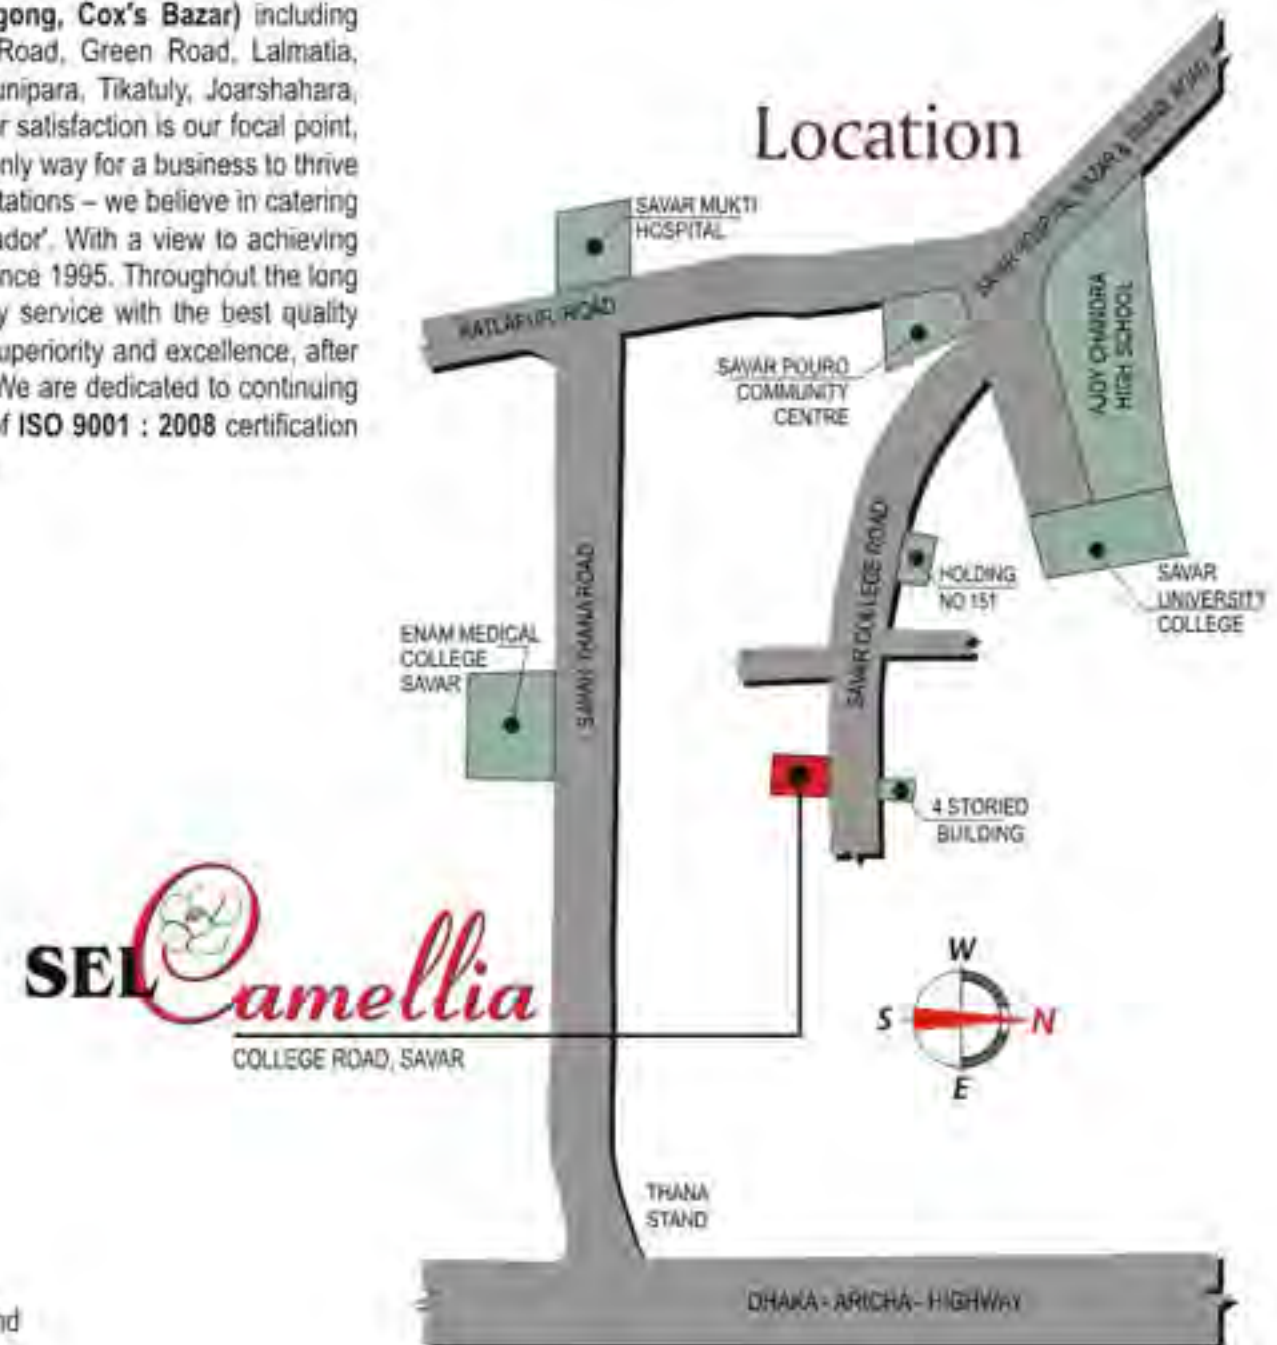 gong, Cox's Bazar) including
Road, Green Road, Lalmatia,
unipara, Tikatuly, Joarshahara,
r satisfaction is our focal point,
nly way for a business to thrive
tations – we believe in catering
ador'. With a view to achieving
nce 1995. Throughout the long
y service with the best quality
uperiority and excellence, after
We are dedicated to continuing
of ISO 9001 : 2008 certification
Location
SAVAR MUKTI
HOSPITAL
KATLAPUR ROAD
BAZAR & THANA ROAD
SAVAR POURO
COMMUNITY
CENTRE
AJOY CHANDRA
HIGH SCHOOL
SAVAR COLLEGE ROAD
HOLDING
NO 151
SAVAR
UNIVERSITY
COLLEGE
SAVAR THANA ROAD
ENAM MEDICAL
COLLEGE
SAVAR
4 STORIED
BUILDING
SEL Camellia
COLLEGE ROAD, SAVAR
W
S N
E
THANA
STAND
DHAKA - ARICHA - HIGHWAY
nd